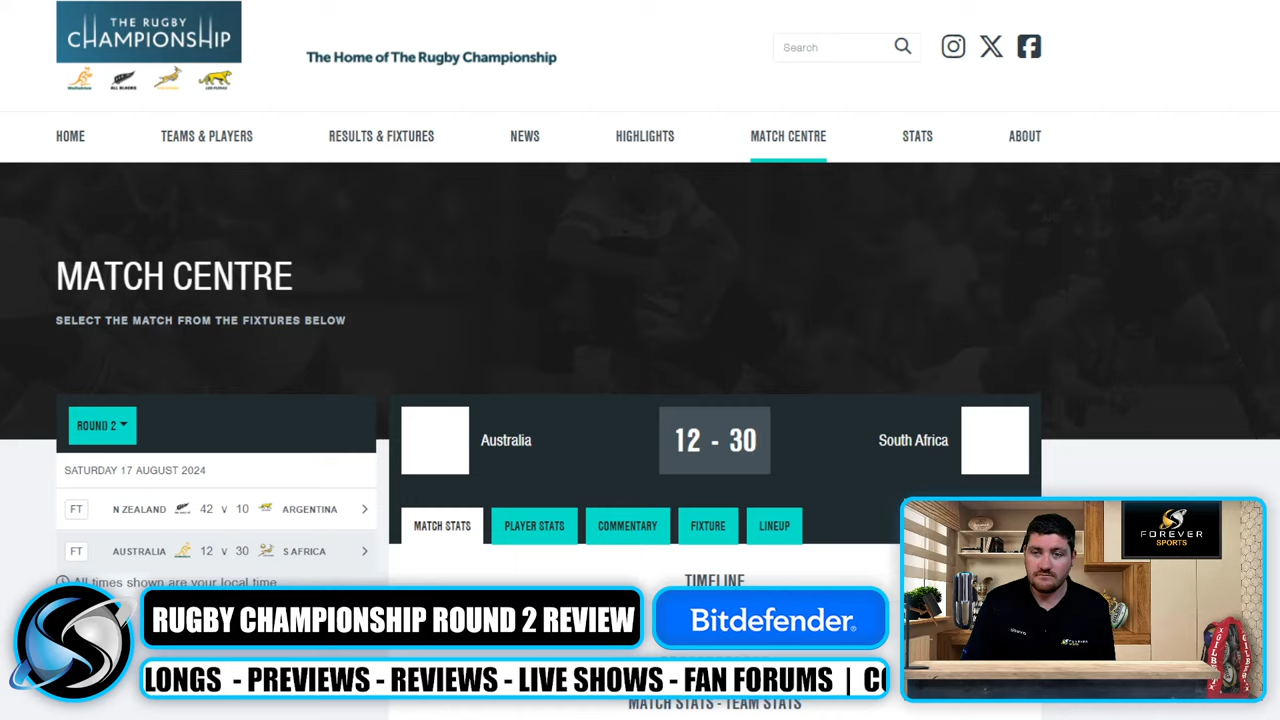 THE RUGBY
CHAMPIONSHIP
The Home of The Rugby Championship
Search
HOME
TEAMS & PLAYERS
RESULTS & FIXTURES
NEWS
HIGHLIGHTS
MATCH CENTRE
STATS
ABOUT
MATCH CENTRE
SELECT THE MATCH FROM THE FIXTURES BELOW
ROUND 2
SATURDAY 17 AUGUST 2024
FT N ZEALAND 42 v 10 ARGENTINA
FT AUSTRALIA 12 v 30 S AFRICA
All times shown are your local time
Australia 12 - 30 South Africa
MATCH STATS
PLAYER STATS
COMMENTARY
FIXTURE
LINEUP
TIMELINE
MATCH STATS - TEAM STATS
FOREVER
SPORTS
RUGBY CHAMPIONSHIP ROUND 2 REVIEW
Bitdefender
LONGS - PREVIEWS - REVIEWS - LIVE SHOWS - FAN FORUMS | CO